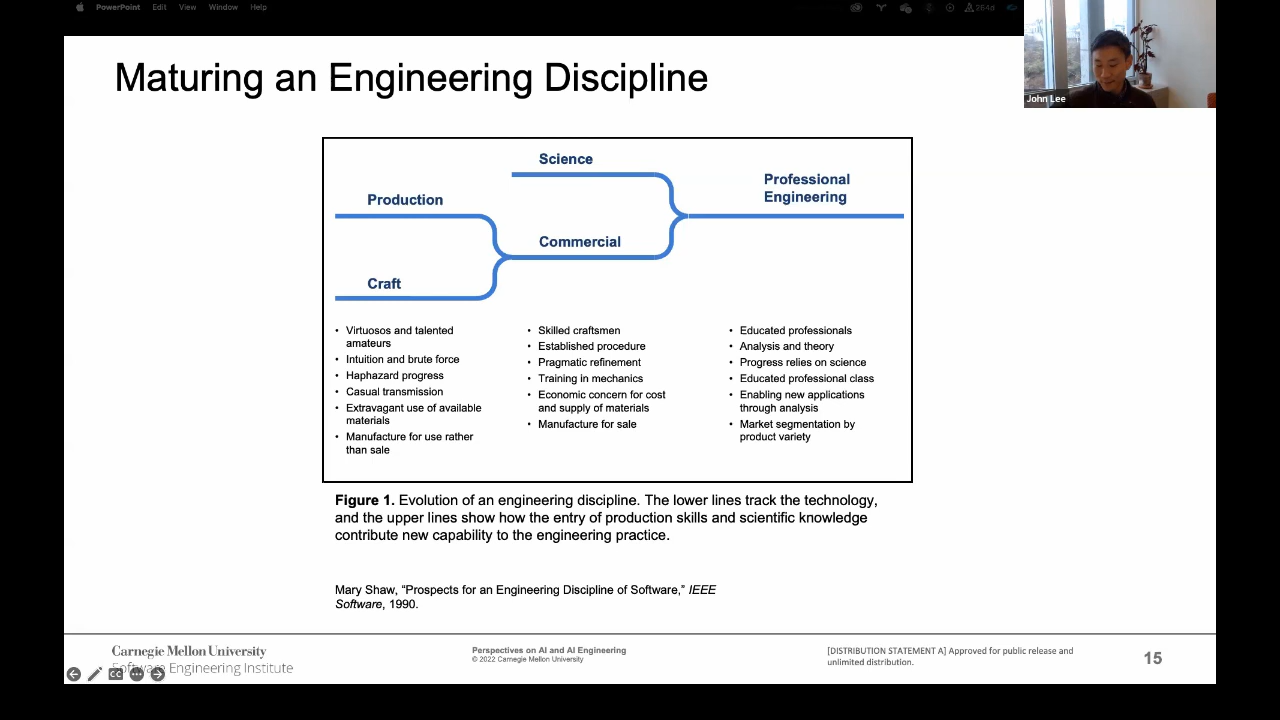 PowerPoint Edit View Window Help
Maturing an Engineering Discipline
John Lee
Science
Professional
Engineering
Production
Commercial
Craft
• Virtuosos and talented
amateurs
• Intuition and brute force
• Haphazard progress
• Casual transmission
• Extravagant use of available
materials
• Manufacture for use rather
than sale
• Skilled craftsmen
• Established procedure
• Pragmatic refinement
• Training in mechanics
• Economic concern for cost
and supply of materials
• Manufacture for sale
• Educated professionals
• Analysis and theory
• Progress relies on science
• Educated professional class
• Enabling new applications
through analysis
• Market segmentation by
product variety
Figure 1. Evolution of an engineering discipline. The lower lines track the technology,
and the upper lines show how the entry of production skills and scientific knowledge
contribute new capability to the engineering practice.
Mary Shaw, “Prospects for an Engineering Discipline of Software,” IEEE
Software, 1990.
Carnegie Mellon University
Software Engineering Institute
CC
Perspectives on AI and AI Engineering
© 2022 Carnegie Mellon University
[DISTRIBUTION STATEMENT A] Approved for public release and
unlimited distribution.
15